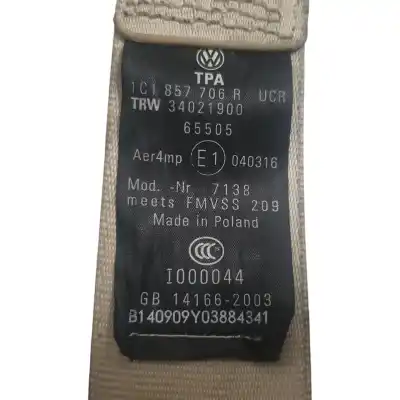 TPA
1C1 857 706 R UCR
TRW 34021900
65505
Aer4mp E1 040316
Mod. -Nr 7138
meets FMVSS 209
Made in Poland
CCC
I000044
GB 14166-2003
B140909Y03884341